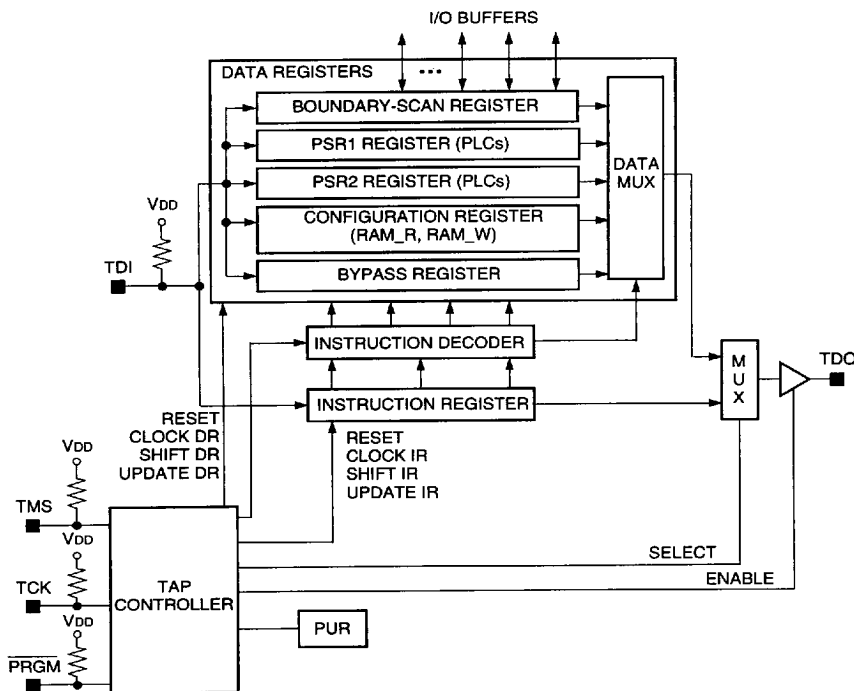 I/O BUFFERS
DATA REGISTERS
...
BOUNDARY-SCAN REGISTER
PSR1 REGISTER (PLCs)
PSR2 REGISTER (PLCs)
CONFIGURATION REGISTER
(RAM_R, RAM_W)
BYPASS REGISTER
DATA
MUX
VDD
TDI
INSTRUCTION DECODER
INSTRUCTION REGISTER
M
U
X
TDO
RESET
CLOCK DR
SHIFT DR
UPDATE DR
RESET
CLOCK IR
SHIFT IR
UPDATE IR
VDD
TMS
VDD
TCK
VDD
PRGM
TAP
CONTROLLER
SELECT
ENABLE
PUR